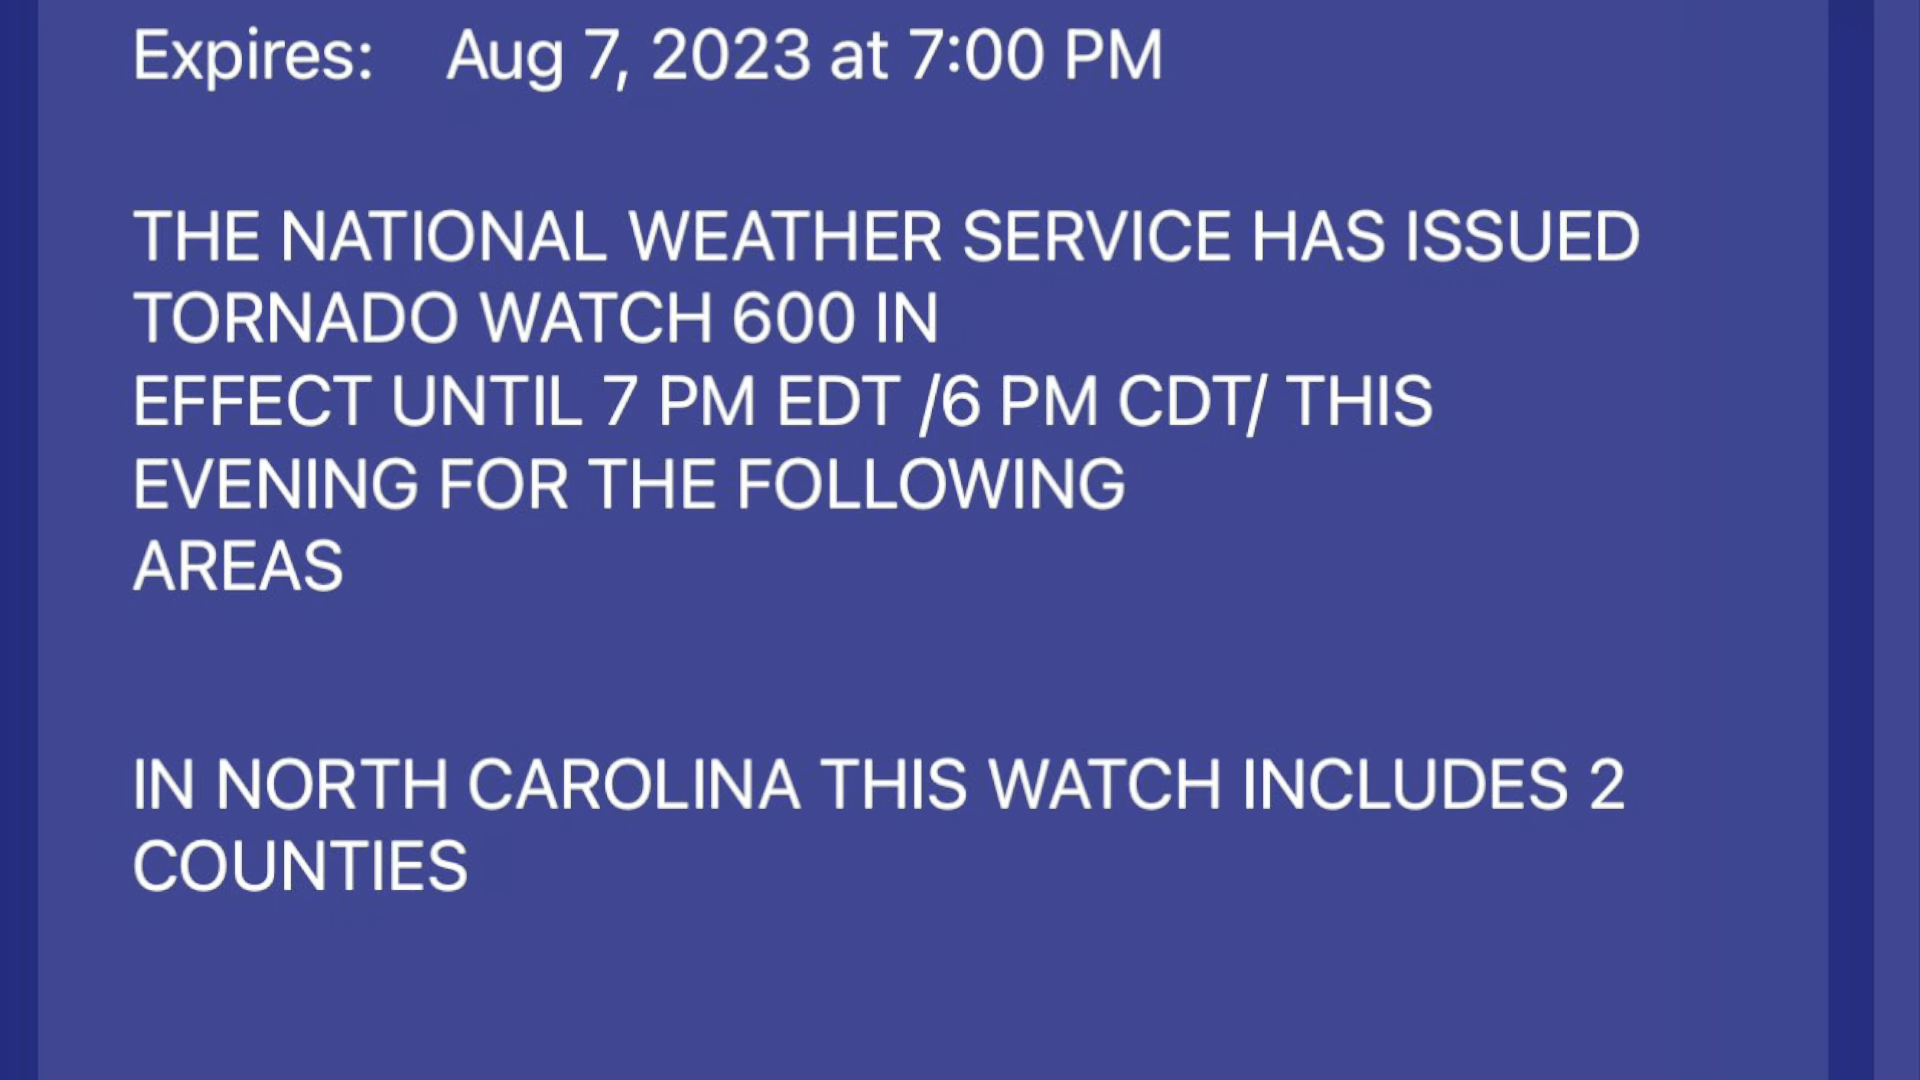 Expires: Aug 7, 2023 at 7:00 PM
THE NATIONAL WEATHER SERVICE HAS ISSUED
TORNADO WATCH 600 IN
EFFECT UNTIL 7 PM EDT /6 PM CDT/ THIS
EVENING FOR THE FOLLOWING
AREAS
IN NORTH CAROLINA THIS WATCH INCLUDES 2
COUNTIES